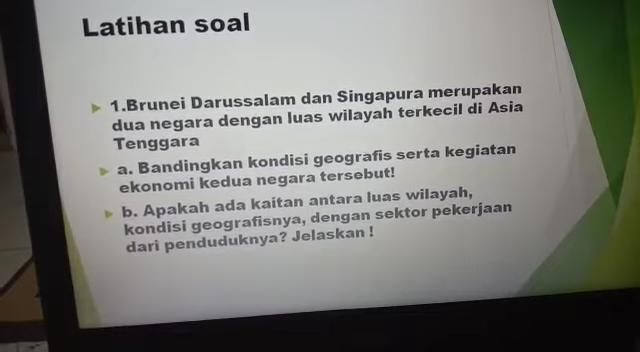 Latihan soal
1.Brunei Darussalam dan Singapura merupakan
dua negara dengan luas wilayah terkecil di Asia
Tenggara
a. Bandingkan kondisi geografis serta kegiatan
ekonomi kedua negara tersebut!
b. Apakah ada kaitan antara luas wilayah,
kondisi geografisnya, dengan sektor pekerjaan
dari penduduknya? Jelaskan !